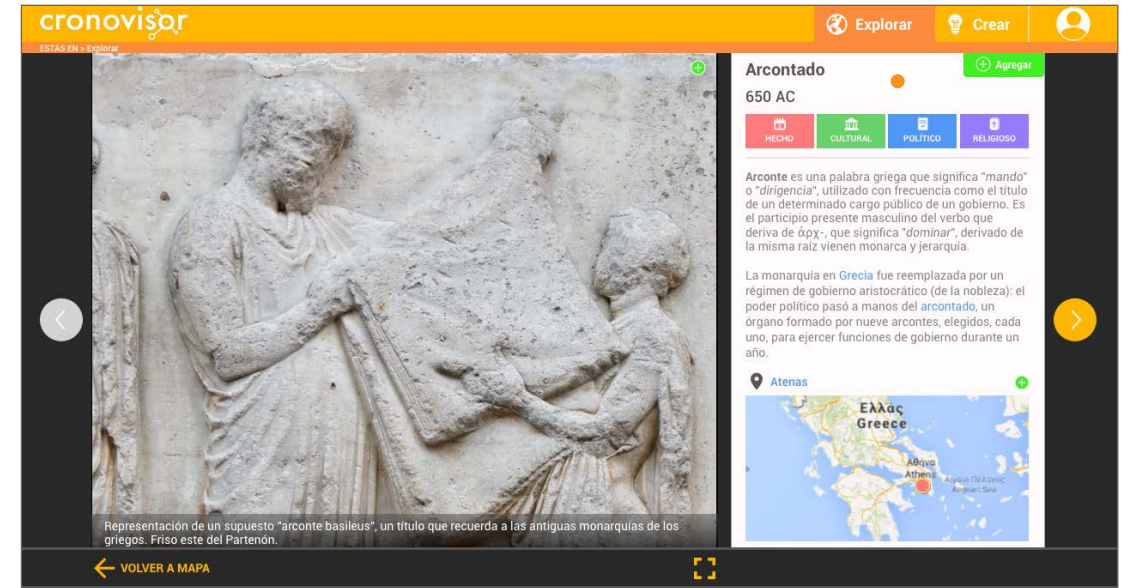 cronovisor
Explorar
Crear
ESTÁS EN > Explorar
Arcontado
Agregar
650 AC
HECHO
CULTURAL
POLÍTICO
RELIGIOSO
Arconte es una palabra griega que significa "mando"
o "dirigencia", utilizado con frecuencia como el título
de un determinado cargo público de un gobierno. Es
el participio presente masculino del verbo que
deriva de ἀρχ-, que significa "dominar", derivado de
la misma raíz vienen monarca y jerarquía.
La monarquía en Grecia fue reemplazada por un
régimen de gobierno aristocrático (de la nobleza): el
poder político pasó a manos del arcontado, un
órgano formado por nueve arcontes, elegidos, cada
uno, para ejercer funciones de gobierno durante un
año.
Atenas
Ελλάς
Greece
Αθήνα
Athens
Αιγαίο Πέλαγος
Aegean Sea
Representación de un supuesto "arconte basileus", un título que recuerda a las antiguas monarquías de los
griegos. Friso este del Partenón.
VOLVER A MAPA